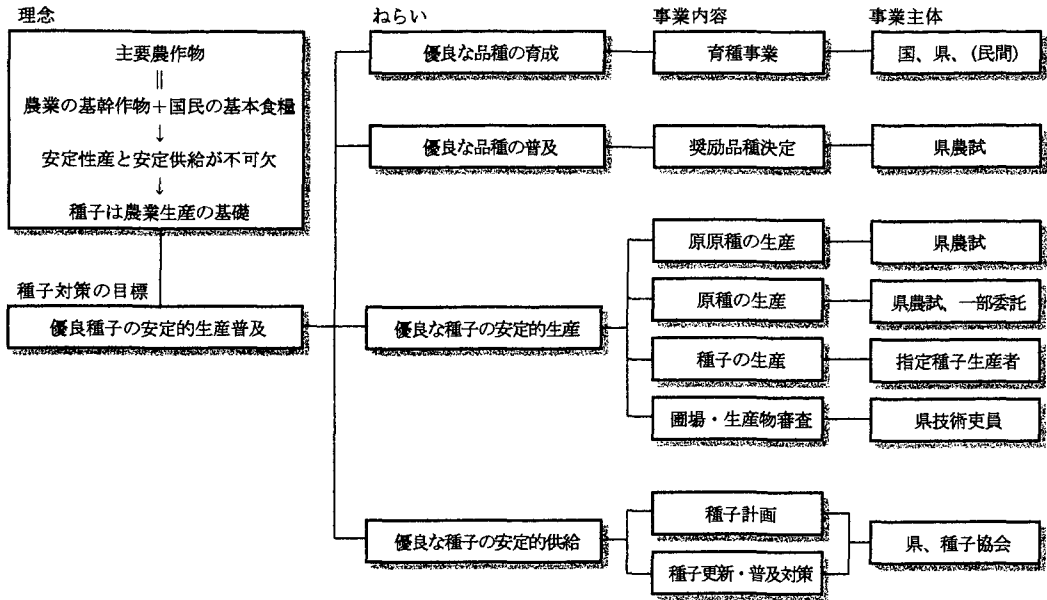 理念
主要農作物
‖
農業の基幹作物＋国民の基本食糧
↓
安定性産と安定供給が不可欠
↓
種子は農業生産の基礎
種子対策の目標
優良種子の安定的生産普及
ねらい
優良な品種の育成
優良な品種の普及
優良な種子の安定的生産
優良な種子の安定的供給
事業内容
育種事業
奨励品種決定
原原種の生産
原種の生産
種子の生産
圃場・生産物審査
種子計画
種子更新・普及対策
事業主体
国、県、（民間）
県農試
県農試
県農試、一部委託
指定種子生産者
県技術吏員
県、種子協会